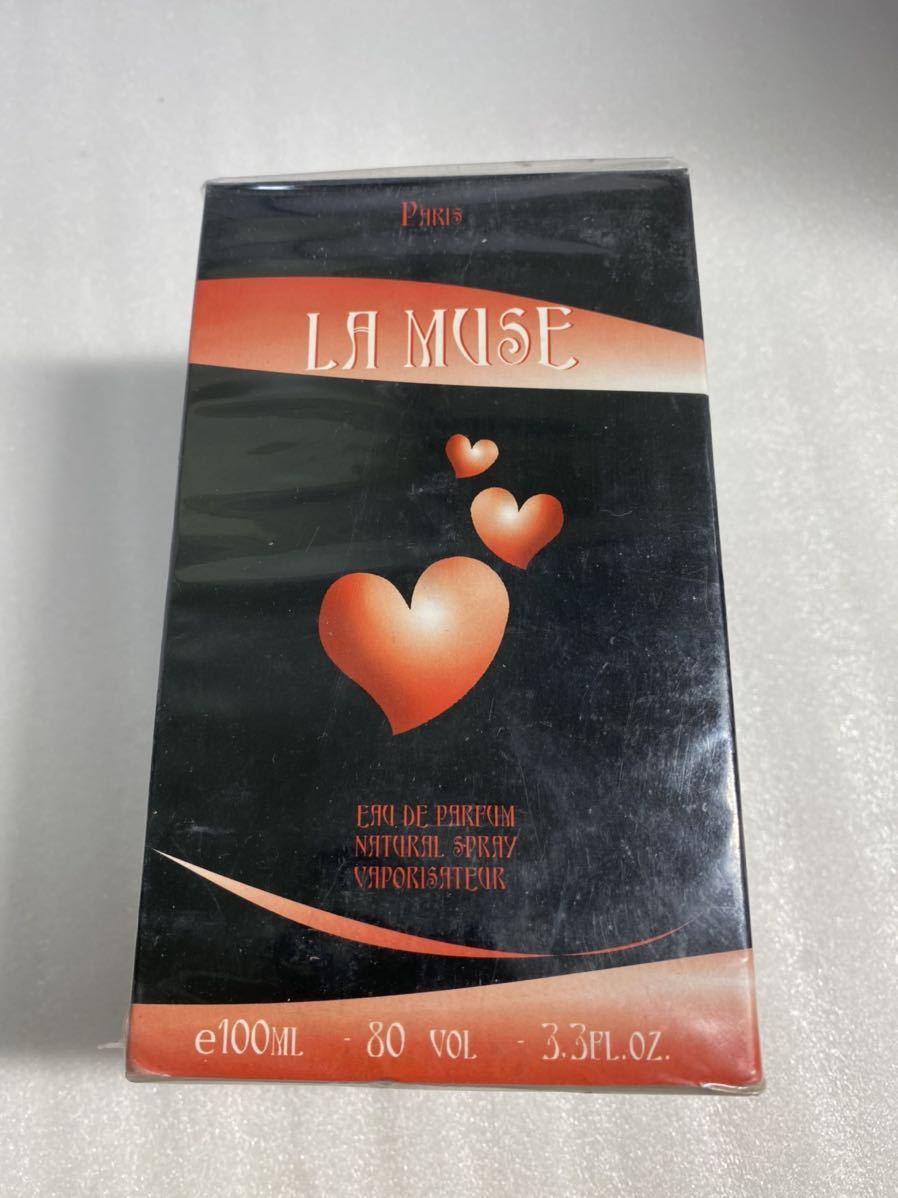 PARIS
LA MUSE
EAU DE PARFUM
NATURAL SPRAY
VAPORISATEUR
e100ML - 80 VOL - 3.3FL.OZ.